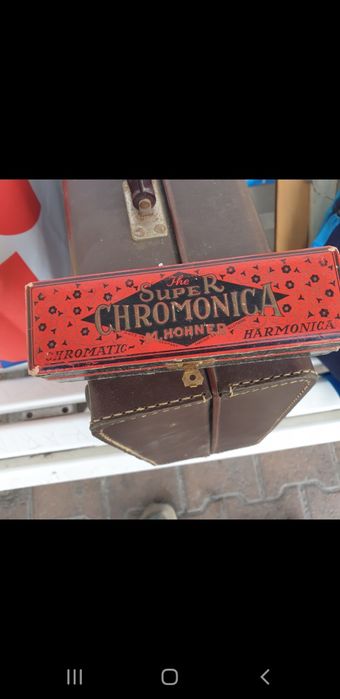 The
SUPER
CHROMONICA
M. HOHNER
CHROMATIC~ HARMONICA